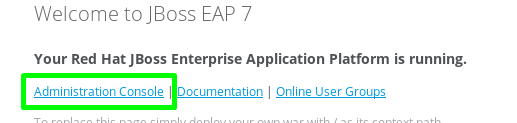 Welcome to JBoss EAP 7
Your Red Hat JBoss Enterprise Application Platform is running.
Administration Console | Documentation | Online User Groups
To replace this page simply deploy your own war with / as its context path